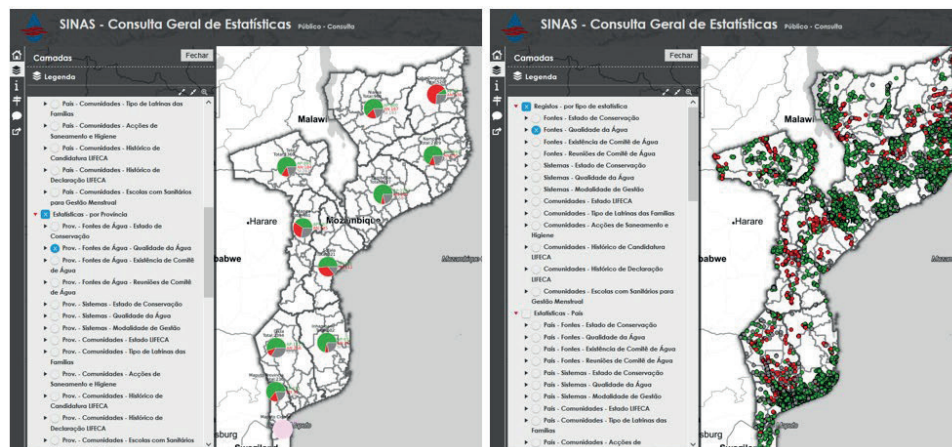 SINAS - Consulta Geral de Estatísticas Público - Consulta
Camadas
Fechar
Legenda
País - Comunidades - Tipo de Latrinas das
Famílias
País - Comunidades - Acções de
Saneamento e Higiene
País - Comunidades - Histórico de
Candidatura LIFECA
País - Comunidades - Histórico de
Declaração LIFECA
País - Comunidades - Escolas com Sanitários
para Gestão Menstrual
Estatísticas - por Província
Prov. - Fontes de Água - Estado de
Conservação
Prov. - Fontes de Água - Qualidade da Água
Prov. - Fontes de Água - Existência de Comité
de Água
Prov. - Fontes de Água - Reuniões de Comité
de Água
Prov. - Sistemas - Estado de Conservação
Prov. - Sistemas - Qualidade da Água
Prov. - Sistemas - Modalidade de Gestão
Prov. - Comunidades - Estado LIFECA
Prov. - Comunidades - Tipo de Latrinas das
Famílias
Prov. - Comunidades - Acções de
Saneamento e Higiene
Prov. - Comunidades - Histórico de
Candidatura LIFECA
Prov. - Comunidades - Histórico de
Declaração LIFECA
Prov. - Comunidades - Escolas com Sanitários
Malawi
Harare
Mozambique
babwe
sburg
SINAS - Consulta Geral de Estatísticas Público - Consulta
Camadas
Fechar
Legenda
Registos - por tipo de estatística
Fontes - Estado de Conservação
Fontes - Qualidade da Água
Fontes - Existência de Comité de Água
Fontes - Reuniões de Comité de Água
Sistemas - Estado de Conservação
Sistemas - Qualidade da Água
Sistemas - Modalidade de Gestão
Comunidades - Estado LIFECA
Comunidades - Tipo de Latrinas das Famílias
Comunidades - Acções de Saneamento e
Higiene
Comunidades - Histórico de Candidatura
LIFECA
Comunidades - Histórico de Declaração
LIFECA
Comunidades - Escolas com Sanitários para
Gestão Menstrual
Estatísticas - País
País - Fontes - Estado de Conservação
País - Fontes - Qualidade da Água
País - Fontes - Existência de Comité de Água
País - Fontes - Reuniões de Comité de Água
País - Sistemas - Estado de Conservação
País - Sistemas - Qualidade da Água
País - Sistemas - Modalidade de Gestão
País - Comunidades - Estado LIFECA
País - Comunidades - Tipo de Latrinas das
Famílias
País - Comunidades - Acções de
Malawi
Harare
babwe
sburg